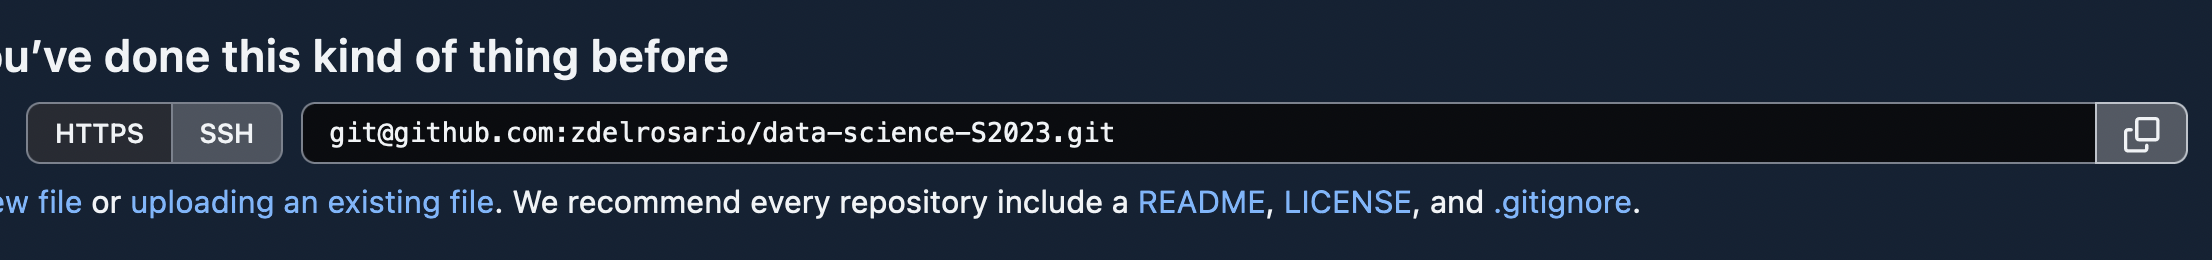 ou've done this kind of thing before
HTTPS SSH git@github.com:zdelrosario/data-science-S2023.git
ew file or uploading an existing file. We recommend every repository include a README, LICENSE, and .gitignore.